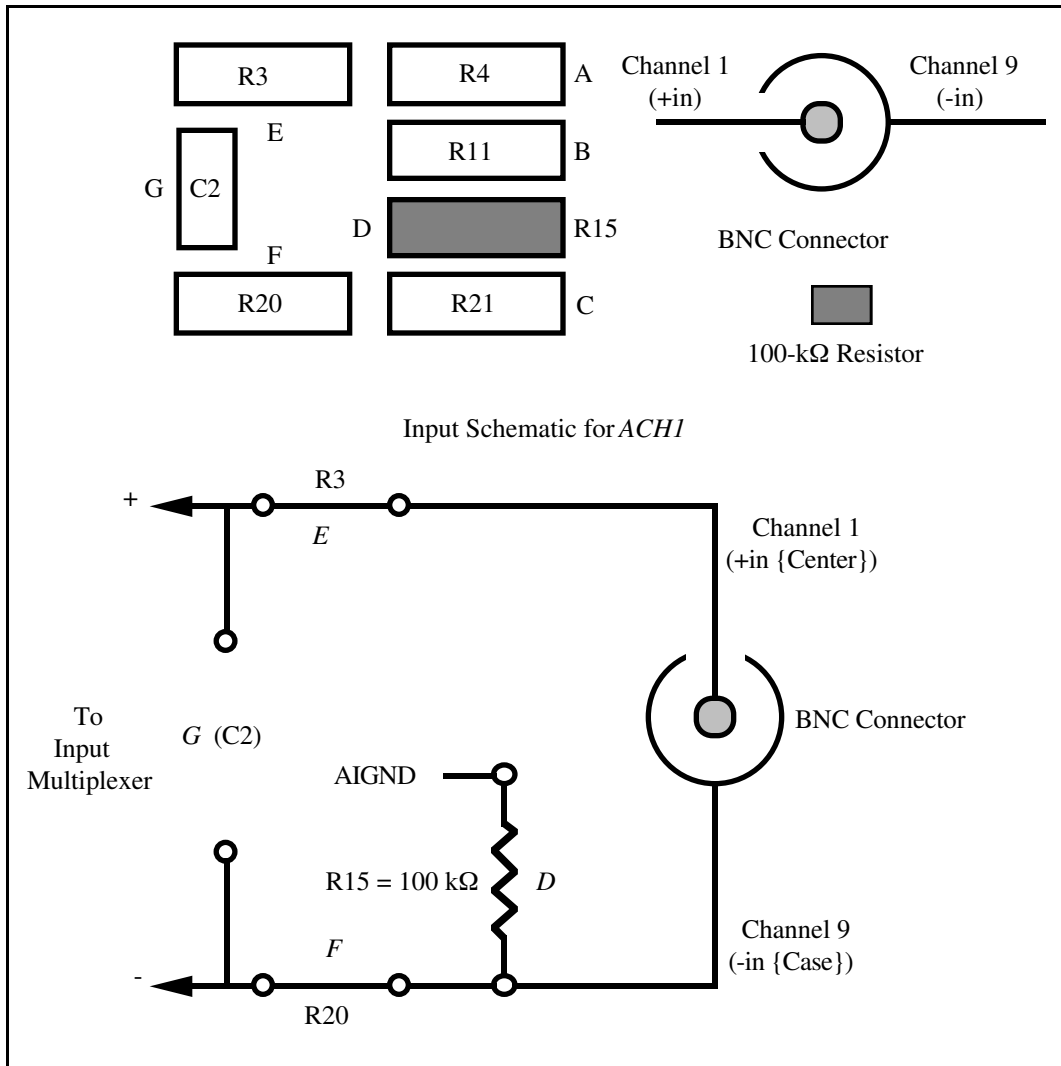 R3
R4
A
E
R11
B
G
C2
D
R15
F
R20
R21
C
Channel 1
(+in)
Channel 9
(-in)
BNC Connector
100-kΩ Resistor
Input Schematic for ACH1
R3
+
E
Channel 1
(+in {Center})
To
Input
Multiplexer
G (C2)
BNC Connector
AIGND
R15 = 100 kΩ
D
F
Channel 9
(-in {Case})
-
R20